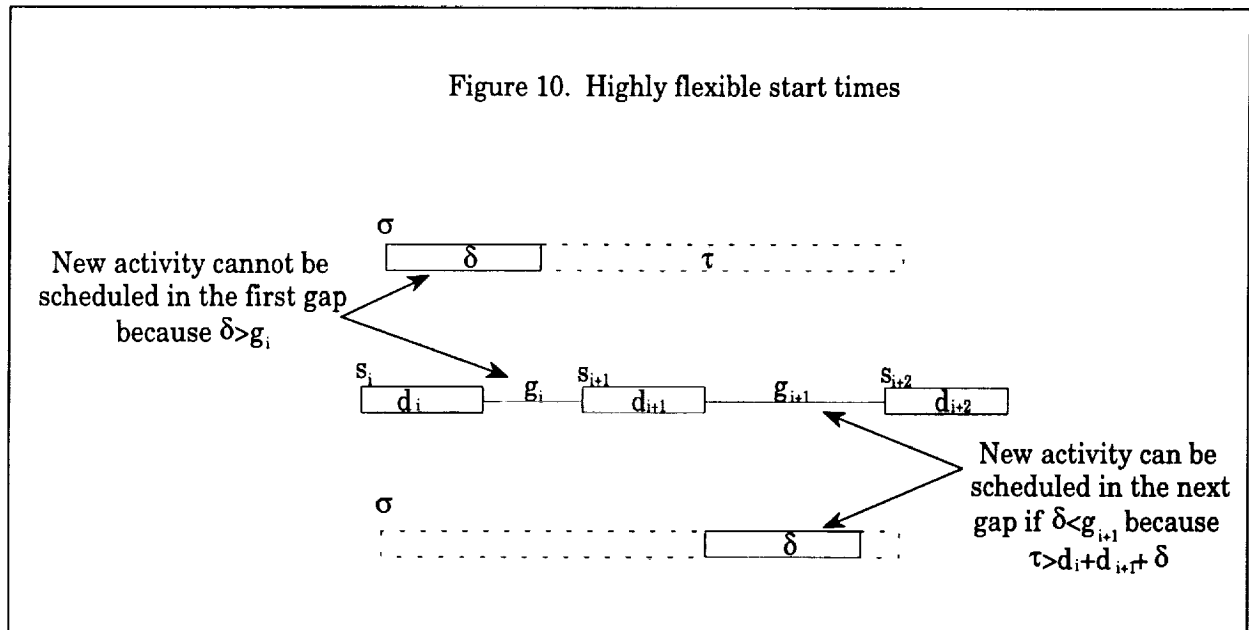 Figure 10. Highly flexible start times
σ
δ
τ
New activity cannot be
scheduled in the first gap
because δ>gᵢ
sᵢ
dᵢ
gᵢ
sᵢ₊₁
dᵢ₊₁
gᵢ₊₁
sᵢ₊₂
dᵢ₊₂
New activity can be
scheduled in the next
gap if δ<gᵢ₊₁ because
τ>dᵢ+dᵢ₊₁+ δ
σ
δ